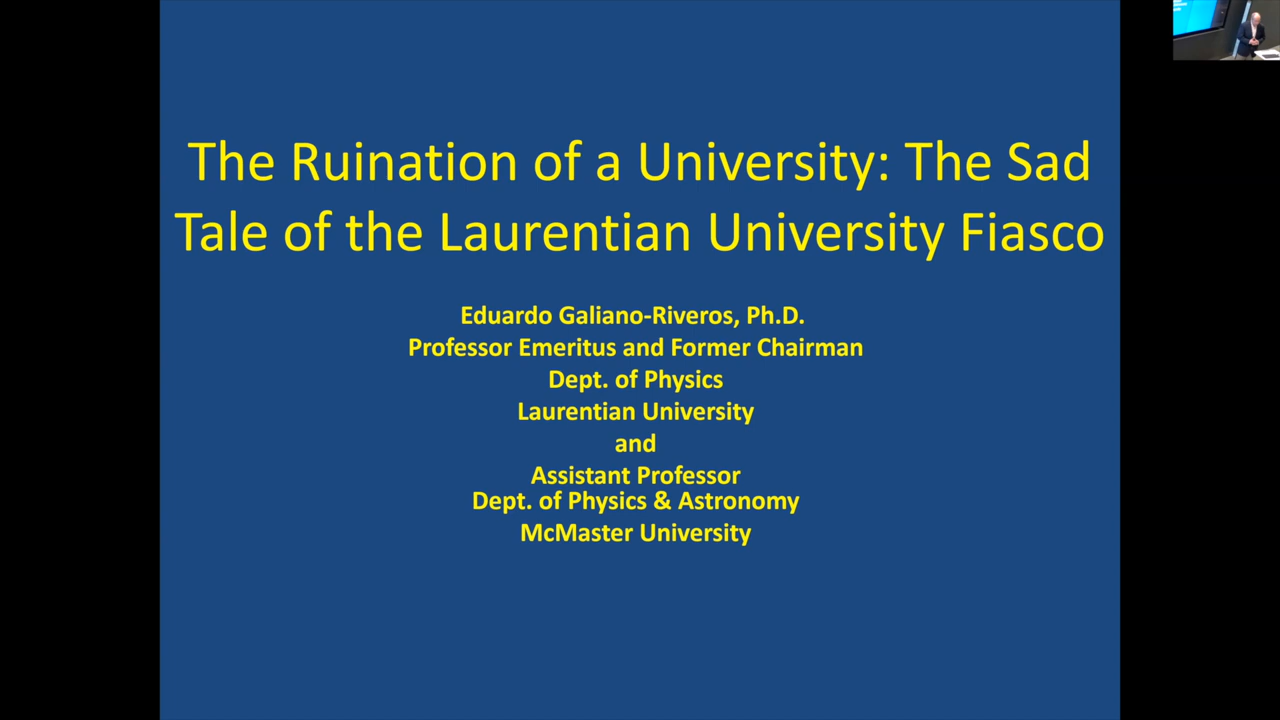 The Ruination of a University: The Sad
Tale of the Laurentian University Fiasco
Eduardo Galiano-Riveros, Ph.D.
Professor Emeritus and Former Chairman
Dept. of Physics
Laurentian University
and
Assistant Professor
Dept. of Physics & Astronomy
McMaster University